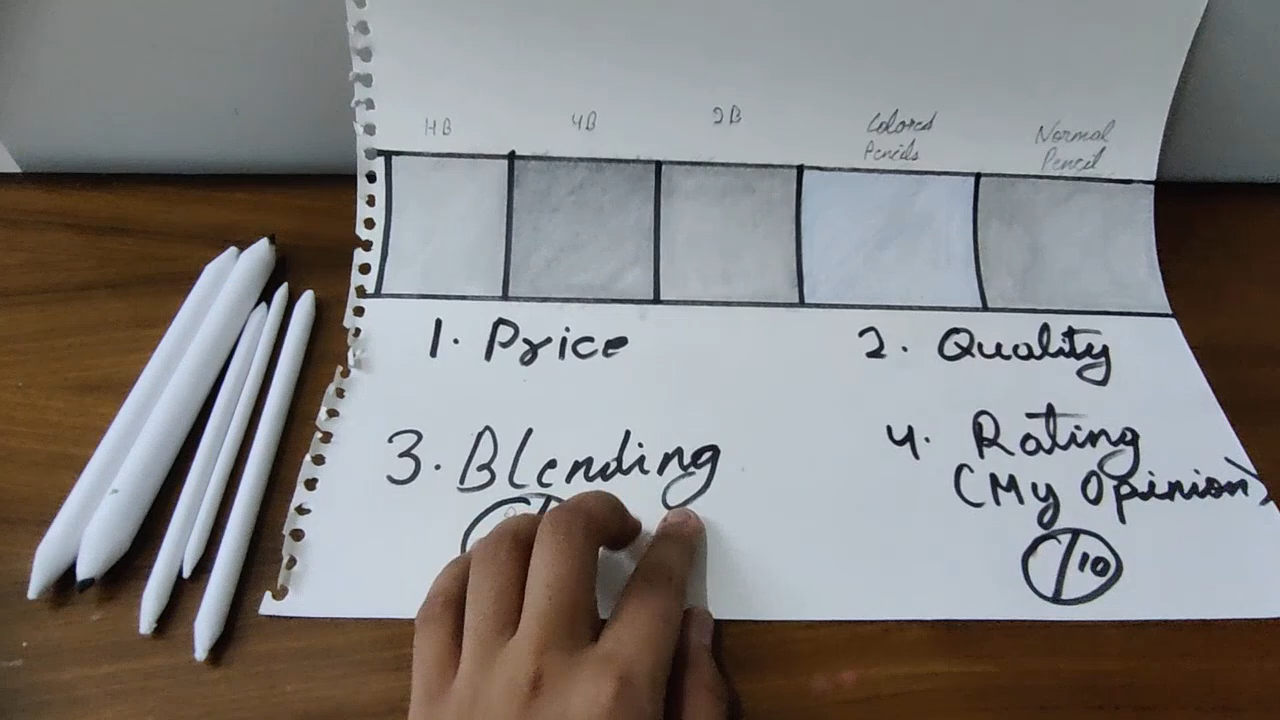 HB 4B 2B Colored Normal
Pencils Pencil
1. Price 2. Quality
3. Blending 4. Rating
(My Opinion)
/10